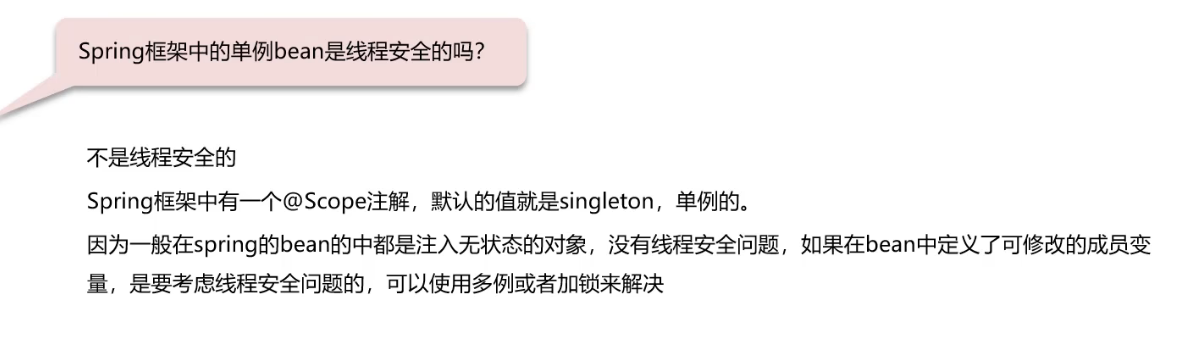 Spring框架中的单例bean是线程安全的吗？
不是线程安全的
Spring框架中有一个@Scope注解，默认的值就是singleton，单例的。
因为一般在spring的bean的中都是注入无状态的对象，没有线程安全问题，如果在bean中定义了可修改的成员变
量，是要考虑线程安全问题的，可以使用多例或者加锁来解决